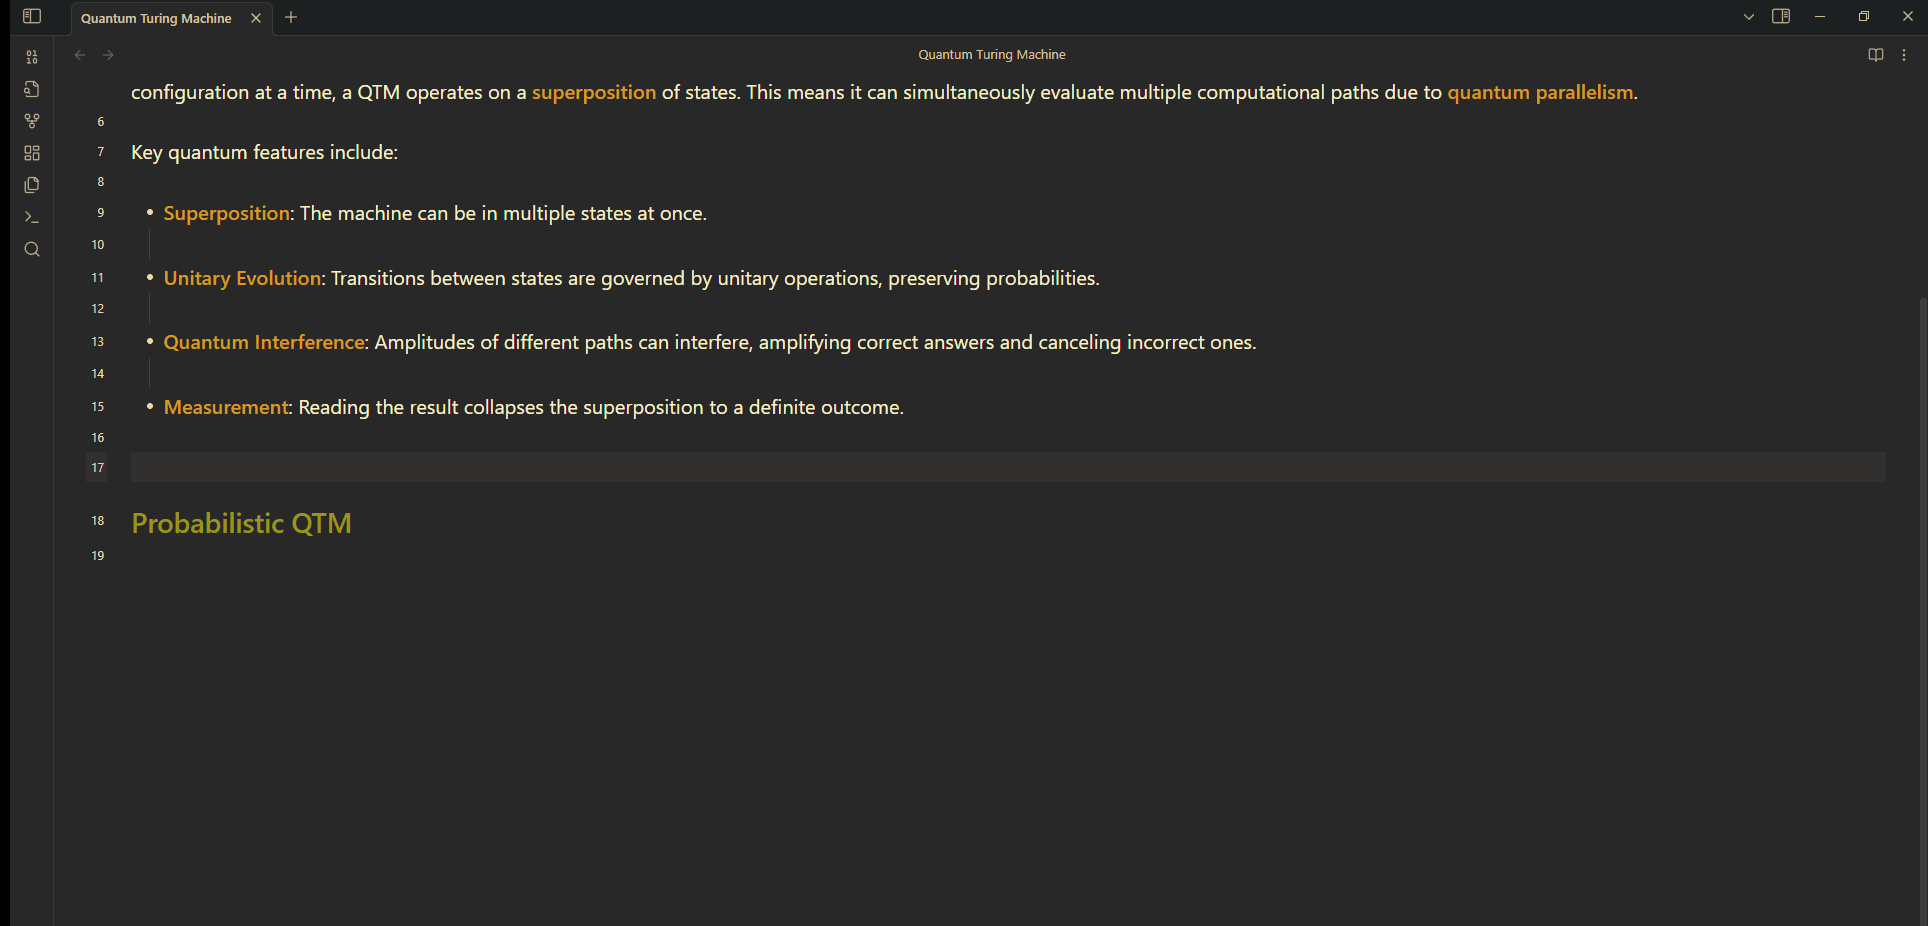 Quantum Turing Machine
Quantum Turing Machine
configuration at a time, a QTM operates on a superposition of states. This means it can simultaneously evaluate multiple computational paths due to quantum parallelism.
6
7 Key quantum features include:
8
9 • Superposition: The machine can be in multiple states at once.
10
11 • Unitary Evolution: Transitions between states are governed by unitary operations, preserving probabilities.
12
13 • Quantum Interference: Amplitudes of different paths can interfere, amplifying correct answers and canceling incorrect ones.
14
15 • Measurement: Reading the result collapses the superposition to a definite outcome.
16
17
18 Probabilistic QTM
19